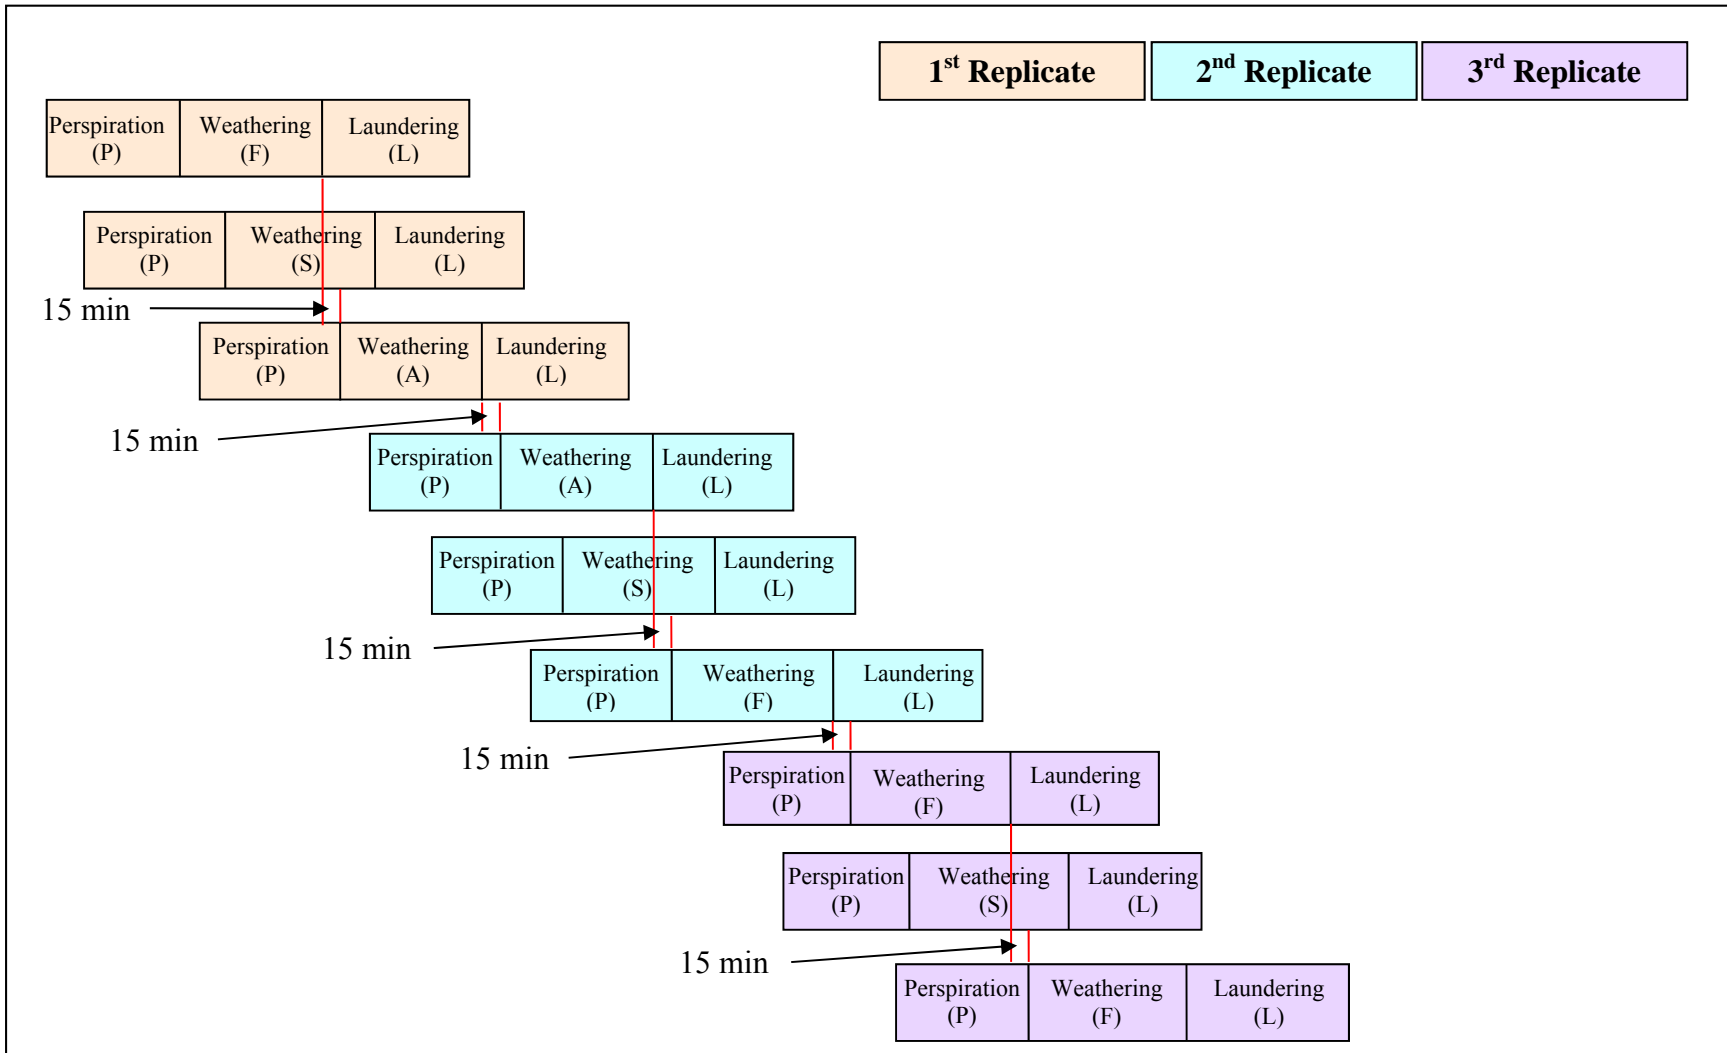 1st Replicate 2nd Replicate 3rd Replicate
Perspiration Weathering Laundering
(P) (F) (L)
Perspiration Weathering Laundering
(P) (S) (L)
15 min
Perspiration Weathering Laundering
(P) (A) (L)
15 min
Perspiration Weathering Laundering
(P) (A) (L)
Perspiration Weathering Laundering
(P) (S) (L)
15 min
Perspiration Weathering Laundering
(P) (F) (L)
15 min
Perspiration Weathering Laundering
(P) (F) (L)
Perspiration Weathering Laundering
(P) (S) (L)
15 min
Perspiration Weathering Laundering
(P) (F) (L)